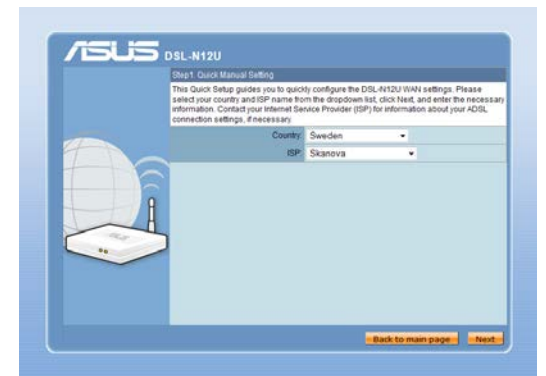 ASUS DSL-N12U
Step1. Quick Manual Setting
This Quick Setup guides you to quickly configure the DSL-N12U WAN settings. Please
select your country and ISP name from the dropdown list, click Next, and enter the necessary
information. Contact your Internet Service Provider (ISP) for information about your ADSL
connection settings, if necessary.
Country: Sweden
ISP: Skanova
Back to main page Next